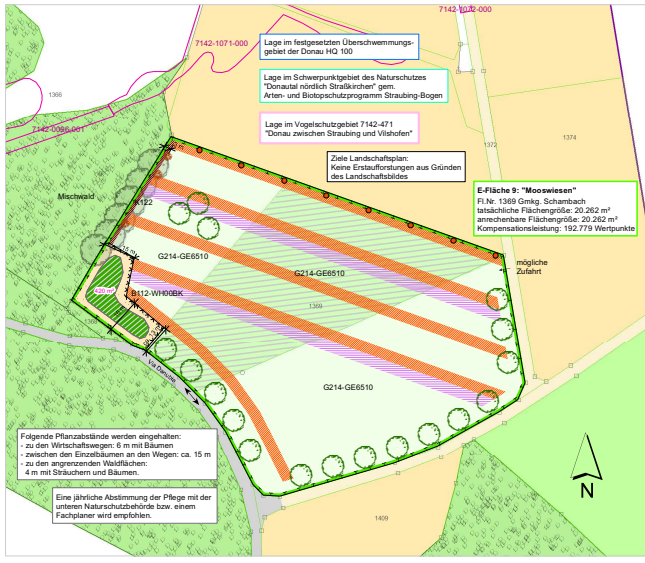 7142-1072-000
7142-1071-000
Lage im festgesetzten Überschwemmungs-
gebiet der Donau HQ 100
Lage im Schwerpunktgebiet des Naturschutzes
"Donautal nördlich Straßkirchen" gem.
Arten- und Biotopschutzprogramm Straubing-Bogen
1366
7142-0096-001
Lage im Vogelschutzgebiet 7142-471
"Donau zwischen Straubing und Vilshofen"
1372
1374
Ziele Landschaftsplan:
Keine Erstaufforstungen aus Gründen
des Landschaftsbildes
Mischwald
K122
E-Fläche 9: "Mooswiesen"
Fl.Nr. 1369 Gmkg. Schambach
tatsächliche Flächengröße: 20.262 m²
anrechenbare Flächengröße: 20.262 m²
Kompensationsleistung: 192.779 Wertpunkte
G214-GE6510
mögliche
Zufahrt
G214-GE6510
420 m²
B112-WH00BK
1369
1368
Via Danubia
G214-GE6510
Folgende Pflanzabstände werden eingehalten:
- zu den Wirtschaftswegen: 6 m mit Bäumen
- zwischen den Einzelbäumen an den Wegen: ca. 15 m
- zu den angrenzenden Waldflächen:
4 m mit Sträuchern und Bäumen.
Eine jährliche Abstimmung der Pflege mit der
unteren Naturschutzbehörde bzw. einem
Fachplaner wird empfohlen.
N
1409